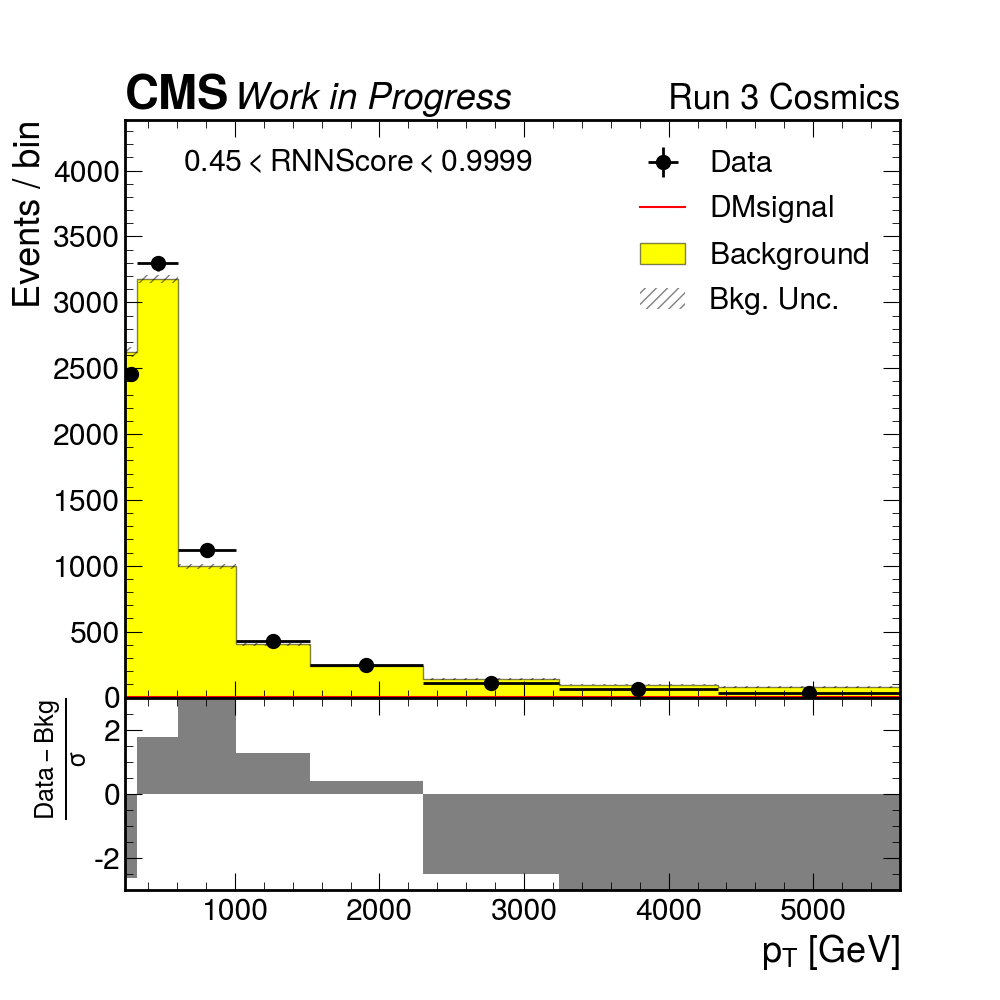 CMS Work in Progress Run 3 Cosmics
Events / bin
0.45 < RNNScore < 0.9999
Data
DMsignal
Background
Bkg. Unc.
4000
3500
3000
2500
2000
1500
1000
500
0
Data – Bkg
σ
2
0
-2
1000 2000 3000 4000 5000
pT [GeV]